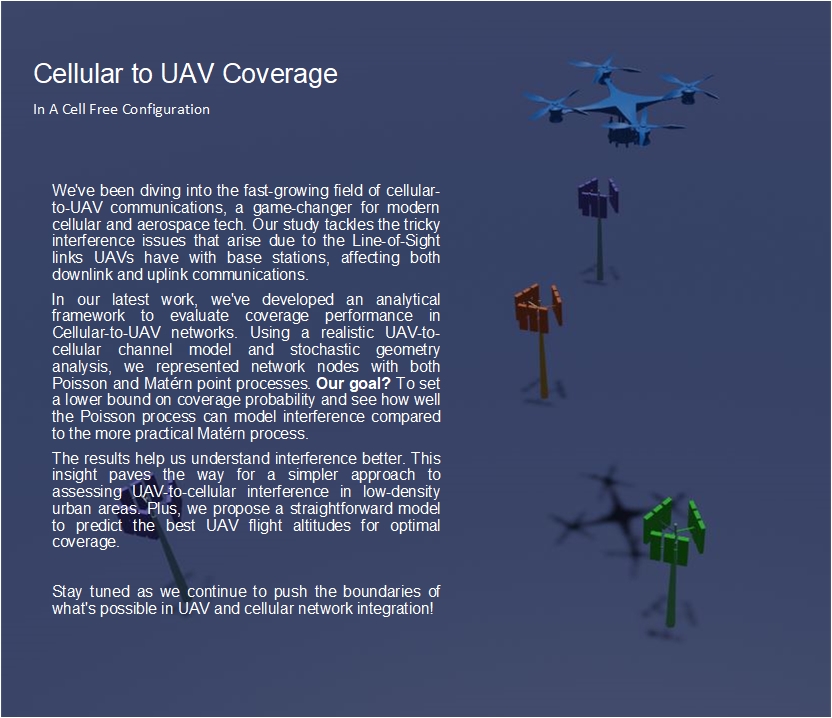 Cellular to UAV Coverage
In A Cell Free Configuration
We've been diving into the fast-growing field of cellular-
to-UAV communications, a game-changer for modern
cellular and aerospace tech. Our study tackles the tricky
interference issues that arise due to the Line-of-Sight
links UAVs have with base stations, affecting both
downlink and uplink communications.
In our latest work, we've developed an analytical
framework to evaluate coverage performance in
Cellular-to-UAV networks. Using a realistic UAV-to-
cellular channel model and stochastic geometry
analysis, we represented network nodes with both
Poisson and Matérn point processes. Our goal? To set
a lower bound on coverage probability and see how well
the Poisson process can model interference compared
to the more practical Matérn process.
The results help us understand interference better. This
insight paves the way for a simpler approach to
assessing UAV-to-cellular interference in low-density
urban areas. Plus, we propose a straightforward model
to predict the best UAV flight altitudes for optimal
coverage.
Stay tuned as we continue to push the boundaries of
what's possible in UAV and cellular network integration!